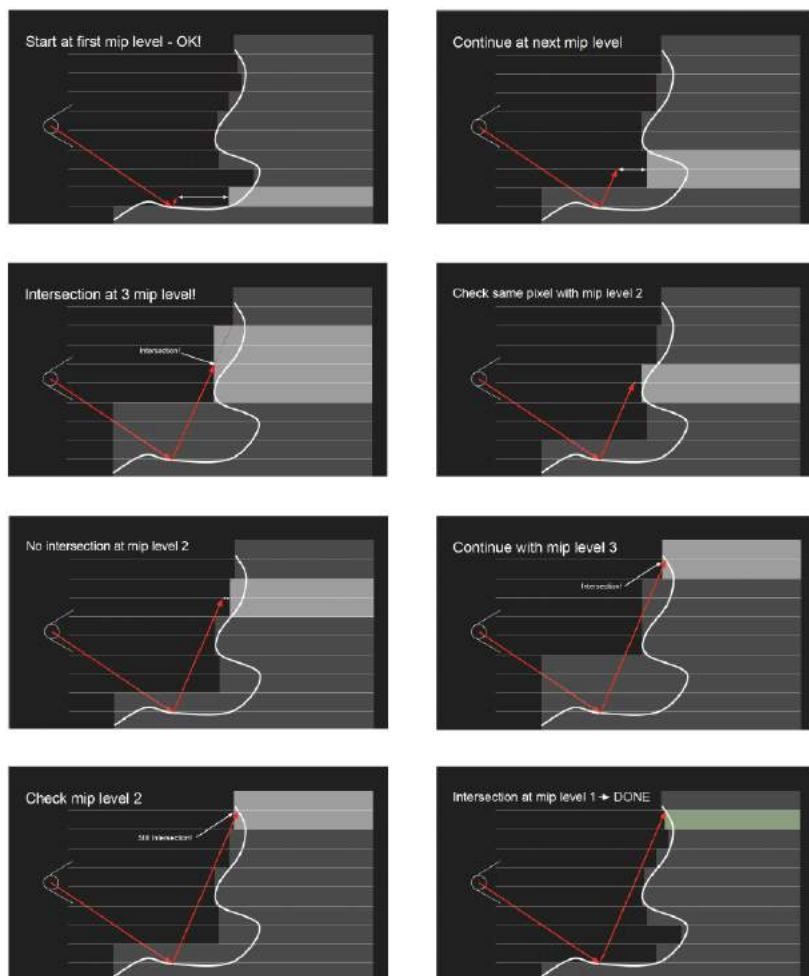 Start at first mip level - OK!
Continue at next mip level
Intersection at 3 mip level!
Intersection!
Check same pixel with mip level 2
No intersection at mip level 2
Continue with mip level 3
Intersection!
Check mip level 2
Still Intersection!
Intersection at mip level 1 → DONE